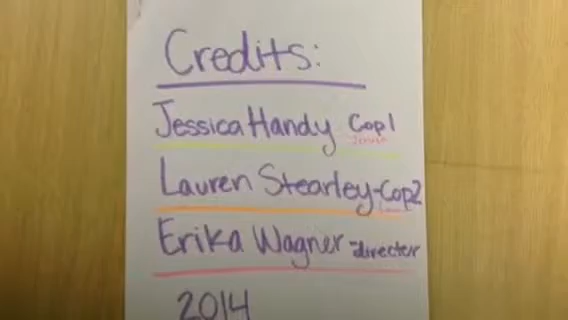 Credits:
Jessica Handy Cop1
Lauren Stearley-Cop2
Erika Wagner-director
2014